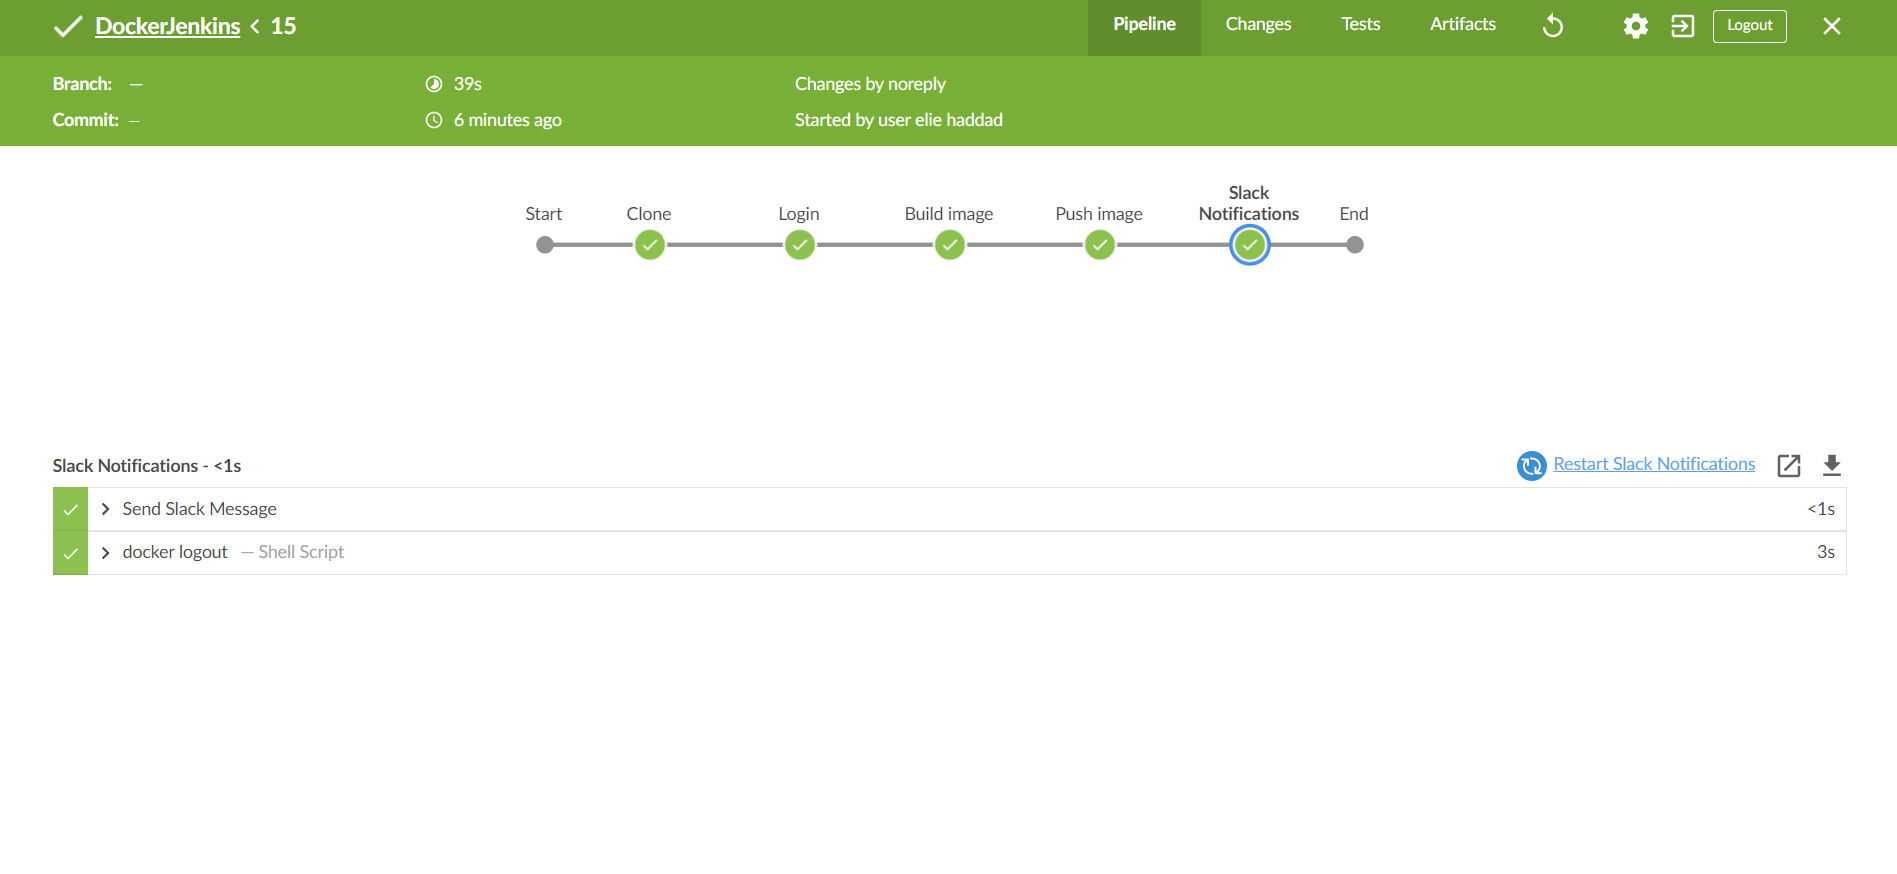 DockerJenkins < 15
Pipeline
Changes
Tests
Artifacts
Logout
Branch: —
39s
Changes by noreply
Commit: –
6 minutes ago
Started by user elie haddad
Start
Clone
Login
Build image
Push image
Slack
Notifications
End
Slack Notifications - <1s
Restart Slack Notifications
Send Slack Message
<1s
docker logout — Shell Script
3s